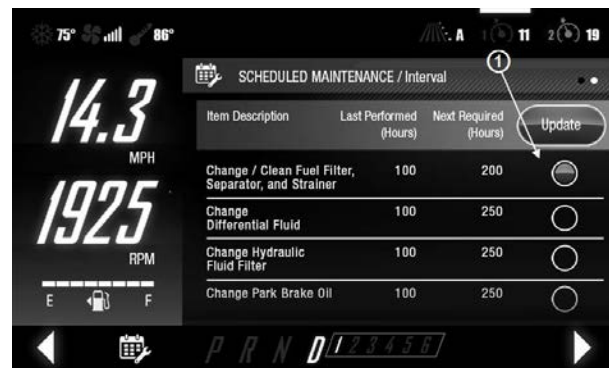 75° 86° A 1 11 2 19
SCHEDULED MAINTENANCE / Interval
1
14.3
MPH
1925
RPM
E F
Item Description Last Performed Next Required Update
(Hours) (Hours)
Change / Clean Fuel Filter, 100 200
Separator, and Strainer
Change 100 250
Differential Fluid
Change Hydraulic 100 250
Fluid Filter
Change Park Brake Oil 100 250
P R N D 1 2 3 4 5 6